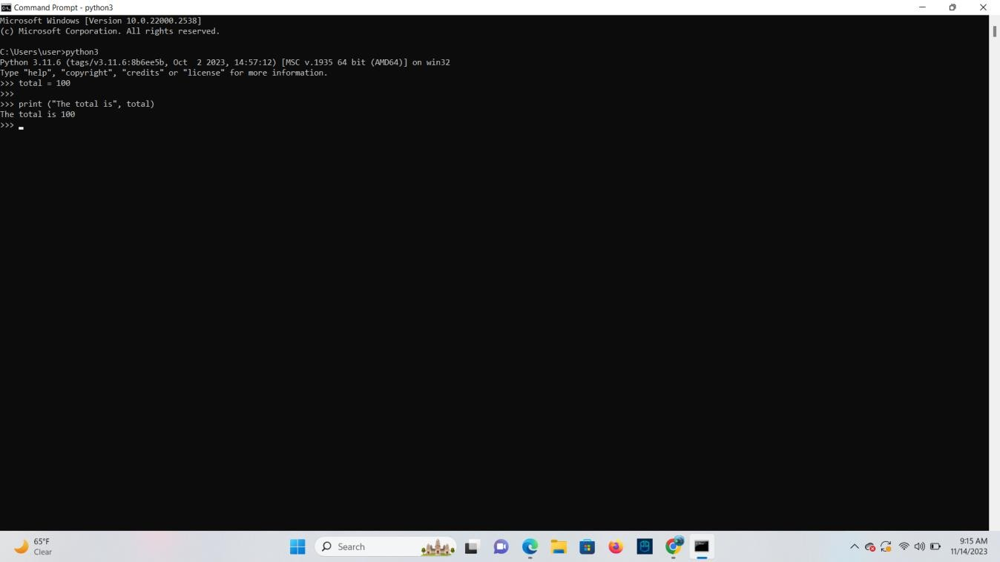 Command Prompt - python3
Microsoft Windows [Version 10.0.22000.2538]
(c) Microsoft Corporation. All rights reserved.
C:\Users\user>python3
Python 3.11.6 (tags/v3.11.6:8b6ee5b, Oct  2 2023, 14:57:12) [MSC v.1935 64 bit (AMD64)] on win32
Type "help", "copyright", "credits" or "license" for more information.
>>> total = 100
>>>
>>> print ("The total is", total)
The total is 100
>>>
65°F
Clear
Search
9:15 AM
11/14/2023